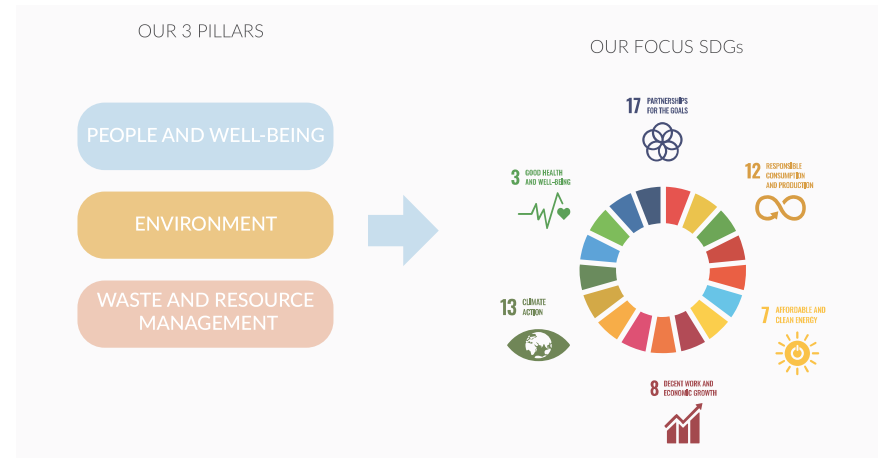 OUR 3 PILLARS
PEOPLE AND WELL-BEING
ENVIRONMENT
WASTE AND RESOURCE
MANAGEMENT
OUR FOCUS SDGs
17 PARTNERSHIPS
FOR THE GOALS
3 GOOD HEALTH
AND WELL-BEING
12 RESPONSIBLE
CONSUMPTION
AND PRODUCTION
13 CLIMATE
ACTION
7 AFFORDABLE AND
CLEAN ENERGY
8 DECENT WORK AND
ECONOMIC GROWTH